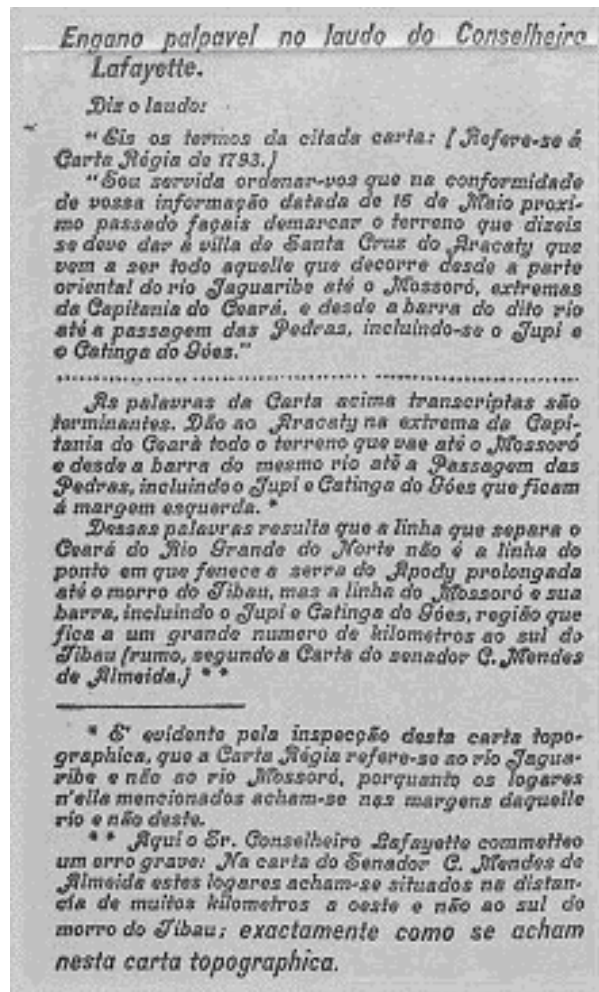 Engano palpavel no laudo do Conselheiro
Lafayette.
Diz o laudo:
"Eis os termos da citada carta: [Refere-se á
Carta Régia de 1793.]
"Sou servida ordenar-vos que na conformidade
de vossa informação datada de 16 de Maio proxi-
mo passado façais demarcar o terreno que dizeis
se deve dar á villa de Santa Cruz do Aracaty que
vem a ser todo aquelle que decorre desde a parte
oriental do rio Jaguaribe até o Mossoró, extremas
da Capitania do Ceará, e desde a barra do dito rio
até a passagem das Pedras, incluindo-se o Jupi e
o Catinga do Góes."
As palavras da Carta acima transcriptas são
terminantes. Dão ao Aracaty na extrema da Capi-
tania do Ceará todo o terreno que vae até o Mossoró
e desde a barra do mesmo rio até a Passagem das
Pedras, incluindo o Jupi e Catinga do Góes que ficam
á margem esquerda. *
Dessas palavras resulta que a linha que separa o
Ceará do Rio Grande do Norte não é a linha do
ponto em que fenece a serra do Apody prolongada
até o morro do Tibau, mas a linha do Mossoró e sua
barra, incluindo o Jupi e Catinga do Góes, região que
fica a um grande numero de kilometros ao sul do
Tibau [rumo, segundo a Carta do senador C. Mendes
de Almeida.] * *
* E' evidente pela inspecção desta carta topo-
graphica, que a Carta Régia refere-se ao rio Jagua-
ribe e não ao rio Mossoró, porquanto os logares
n'ella mencionados acham-se nas margens daquelle
rio e não deste.
* * Aqui o Sr. Conselheiro Lafayette commetteo
um erro grave: Na carta do Senador C. Mendes de
Almeida estes logares acham-se situados na distan-
cia de muitos kilometros a oeste e não ao sul do
morro do Tibau; exactamente como se acham
nesta carta topographica.